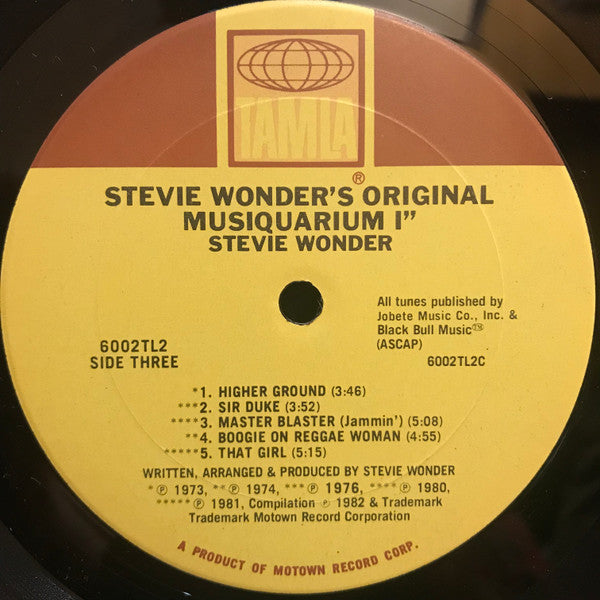 TAMLA
®
STEVIE WONDER'S ORIGINAL
MUSIQUARIUM I"
STEVIE WONDER
All tunes published by
Jobete Music Co., Inc. &
Black Bull Music℠
(ASCAP)
6002TL2
SIDE THREE
6002TL2C
*1. HIGHER GROUND (3:46)
***2. SIR DUKE (3:52)
****3. MASTER BLASTER (Jammin') (5:08)
**4. BOOGIE ON REGGAE WOMAN (4:55)
*****5. THAT GIRL (5:15)
WRITTEN, ARRANGED & PRODUCED BY STEVIE WONDER
*℗ 1973, **℗ 1974, ***℗ 1976, ****℗ 1980,
*****℗ 1981, Compilation ℗ 1982 & Trademark
Trademark Motown Record Corporation
A PRODUCT OF MOTOWN RECORD CORP.